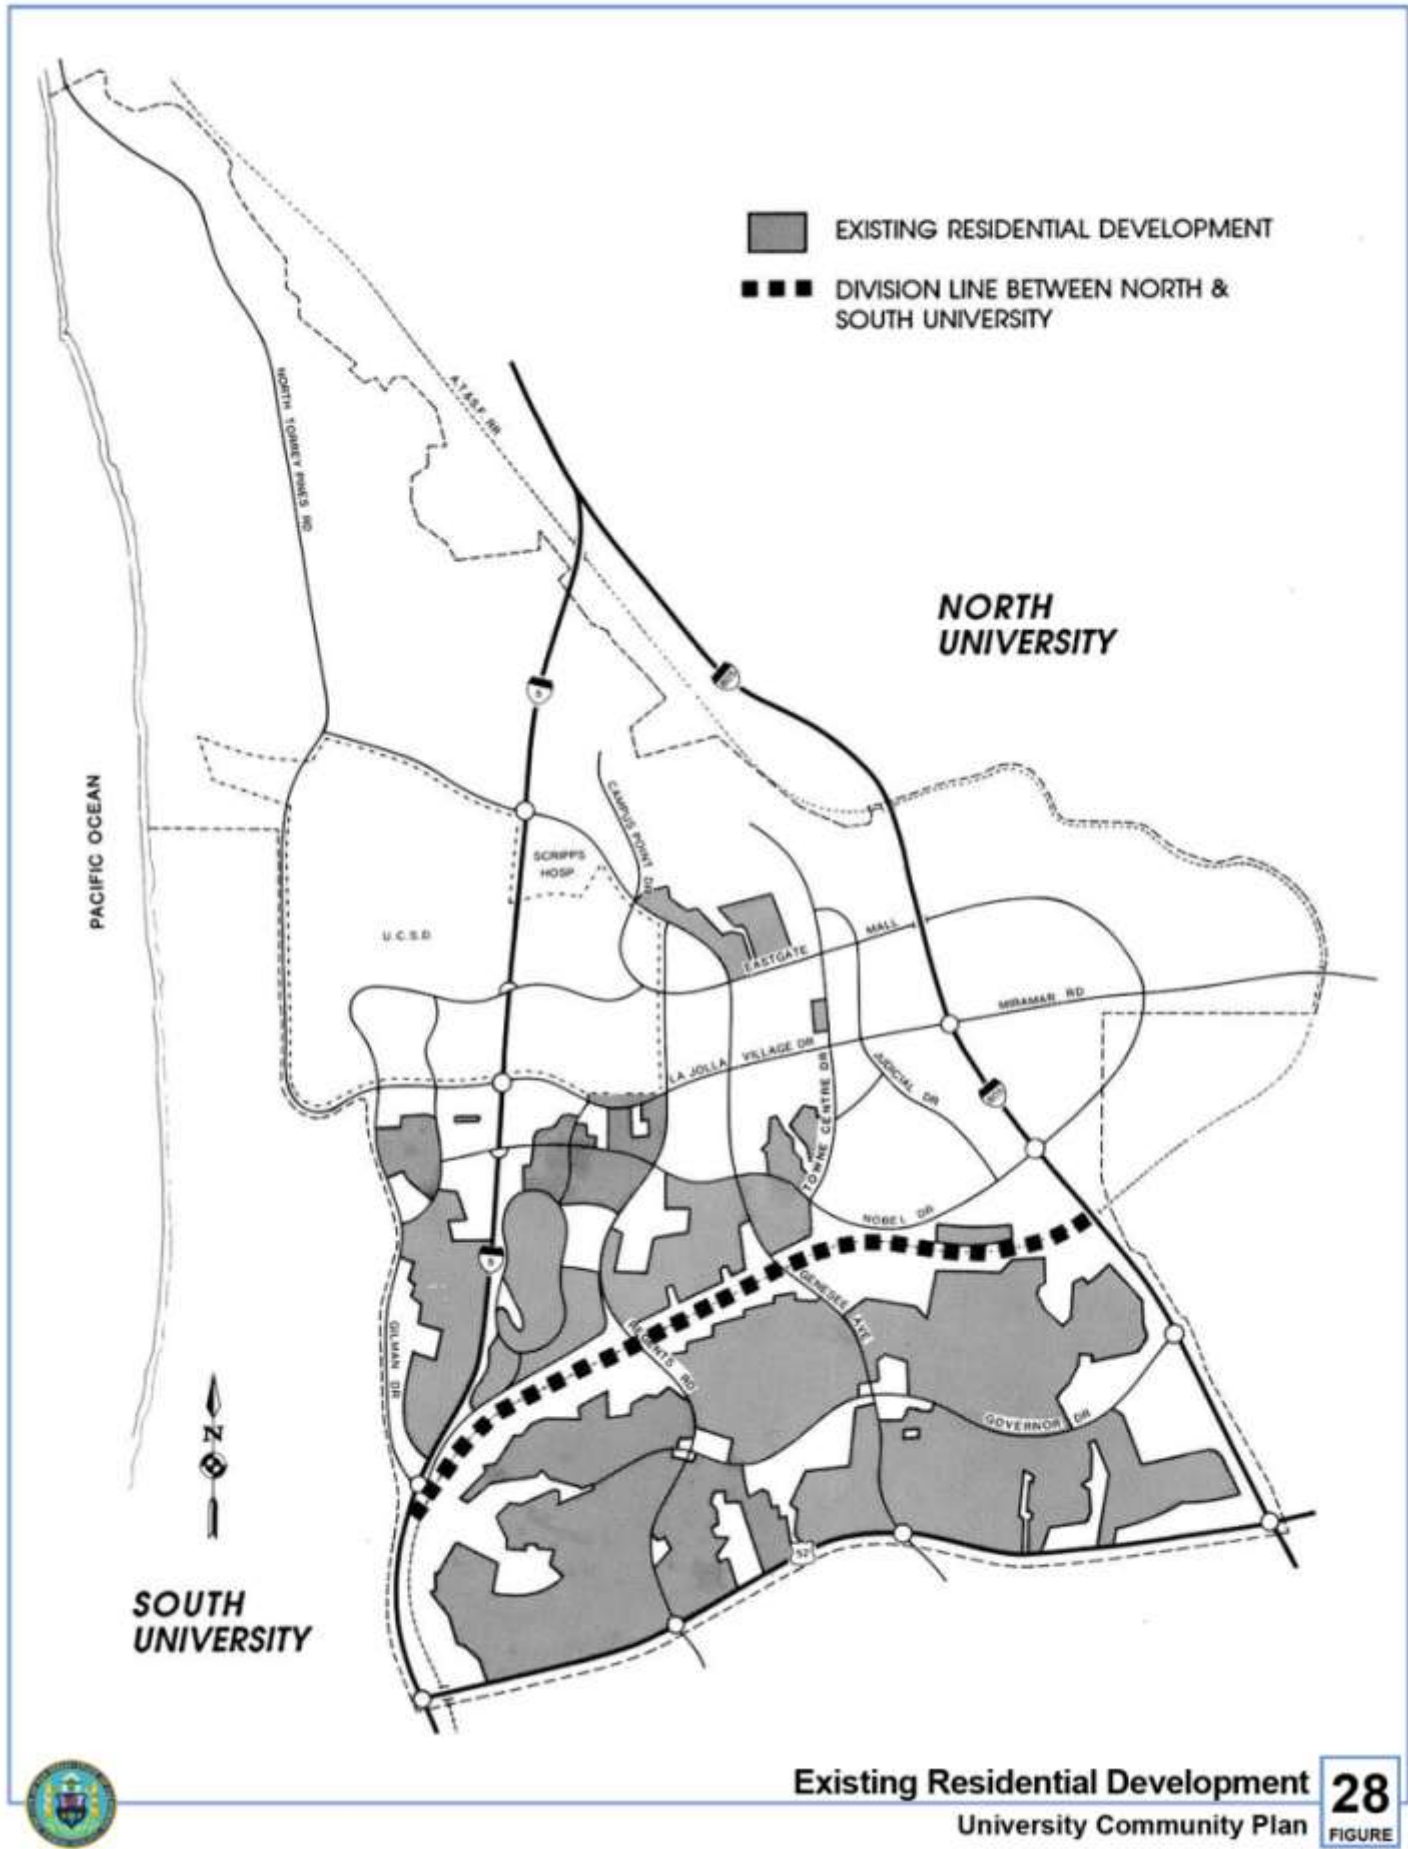 EXISTING RESIDENTIAL DEVELOPMENT
DIVISION LINE BETWEEN NORTH &
SOUTH UNIVERSITY
A.T.&S.F. RR
NORTH TORREY PINES RD
NORTH
UNIVERSITY
5
PACIFIC OCEAN
CAMPUS POINT DR
SCRIPPS
HOSP.
U.C.S.D.
EASTGATE MALL
MIRAMAR RD
LA JOLLA VILLAGE DR
JUDICIAL DR
TOWNE CENTRE DR
NOBEL DR
5
GENESEE AVE
GILMAN DR
REGENTS RD
GOVERNOR DR
N
52
SOUTH
UNIVERSITY
Existing Residential Development
University Community Plan
28
FIGURE